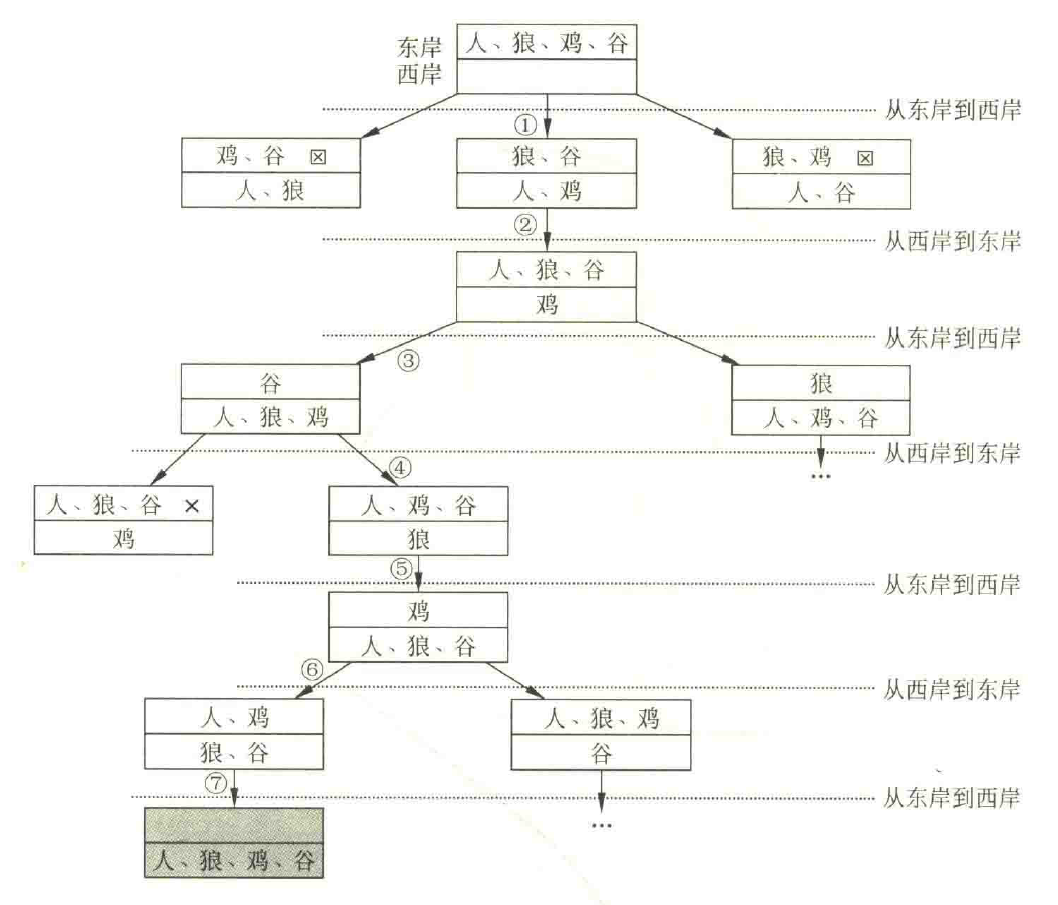 东岸
西岸
人、狼、鸡、谷
从东岸到西岸
①
鸡、谷 ☒
人、狼
狼、谷
人、鸡
狼、鸡 ☒
人、谷
②
从西岸到东岸
人、狼、谷
鸡
从东岸到西岸
③
谷
人、狼、鸡
狼
人、鸡、谷
从西岸到东岸
④
...
人、狼、谷 ×
鸡
人、鸡、谷
狼
⑤
从东岸到西岸
鸡
人、狼、谷
⑥
从西岸到东岸
人、鸡
狼、谷
人、狼、鸡
谷
⑦
从东岸到西岸
...
人、狼、鸡、谷